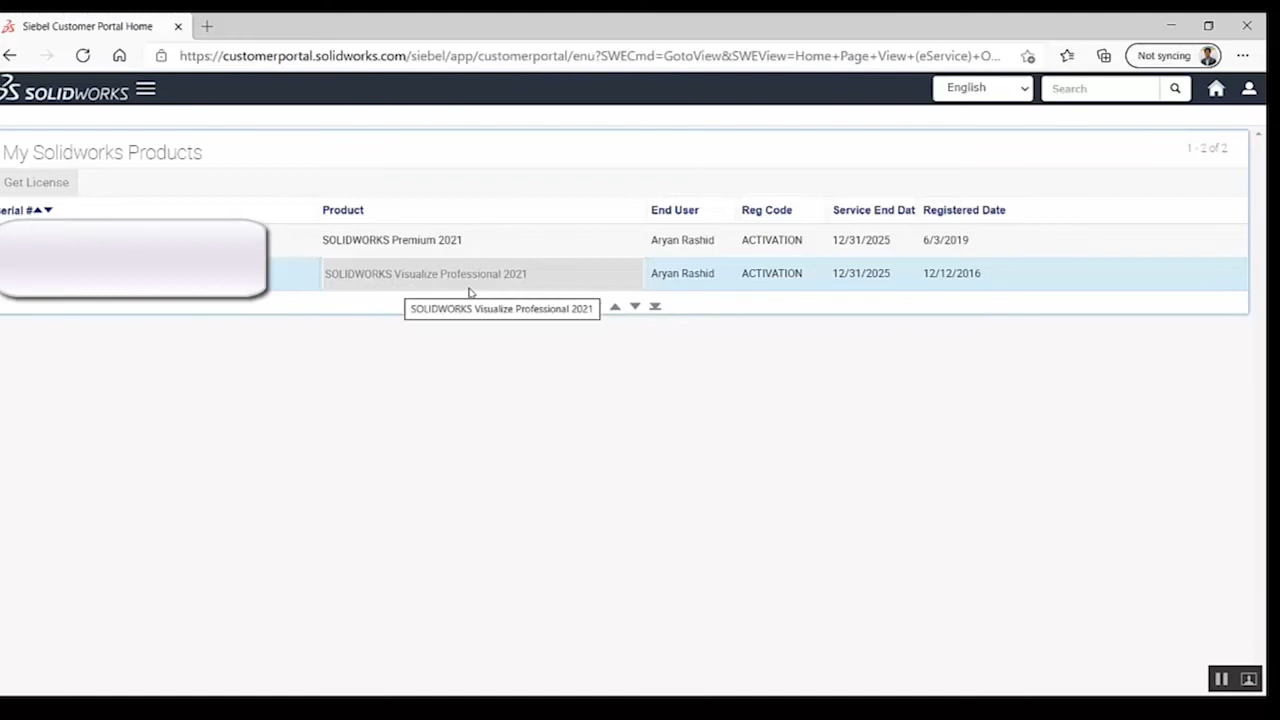 Siebel Customer Portal Home
https://customerportal.solidworks.com/siebel/app/customerportal/enu?SWECmd=GotoView&SWEView=Home+Page+View+(eService)+O...
Not syncing
SOLIDWORKS
English
Search
My Solidworks Products
1 - 2 of 2
Get License
erial # Product End User Reg Code Service End Dat Registered Date
SOLIDWORKS Premium 2021 Aryan Rashid ACTIVATION 12/31/2025 6/3/2019
SOLIDWORKS Visualize Professional 2021 Aryan Rashid ACTIVATION 12/31/2025 12/12/2016
SOLIDWORKS Visualize Professional 2021